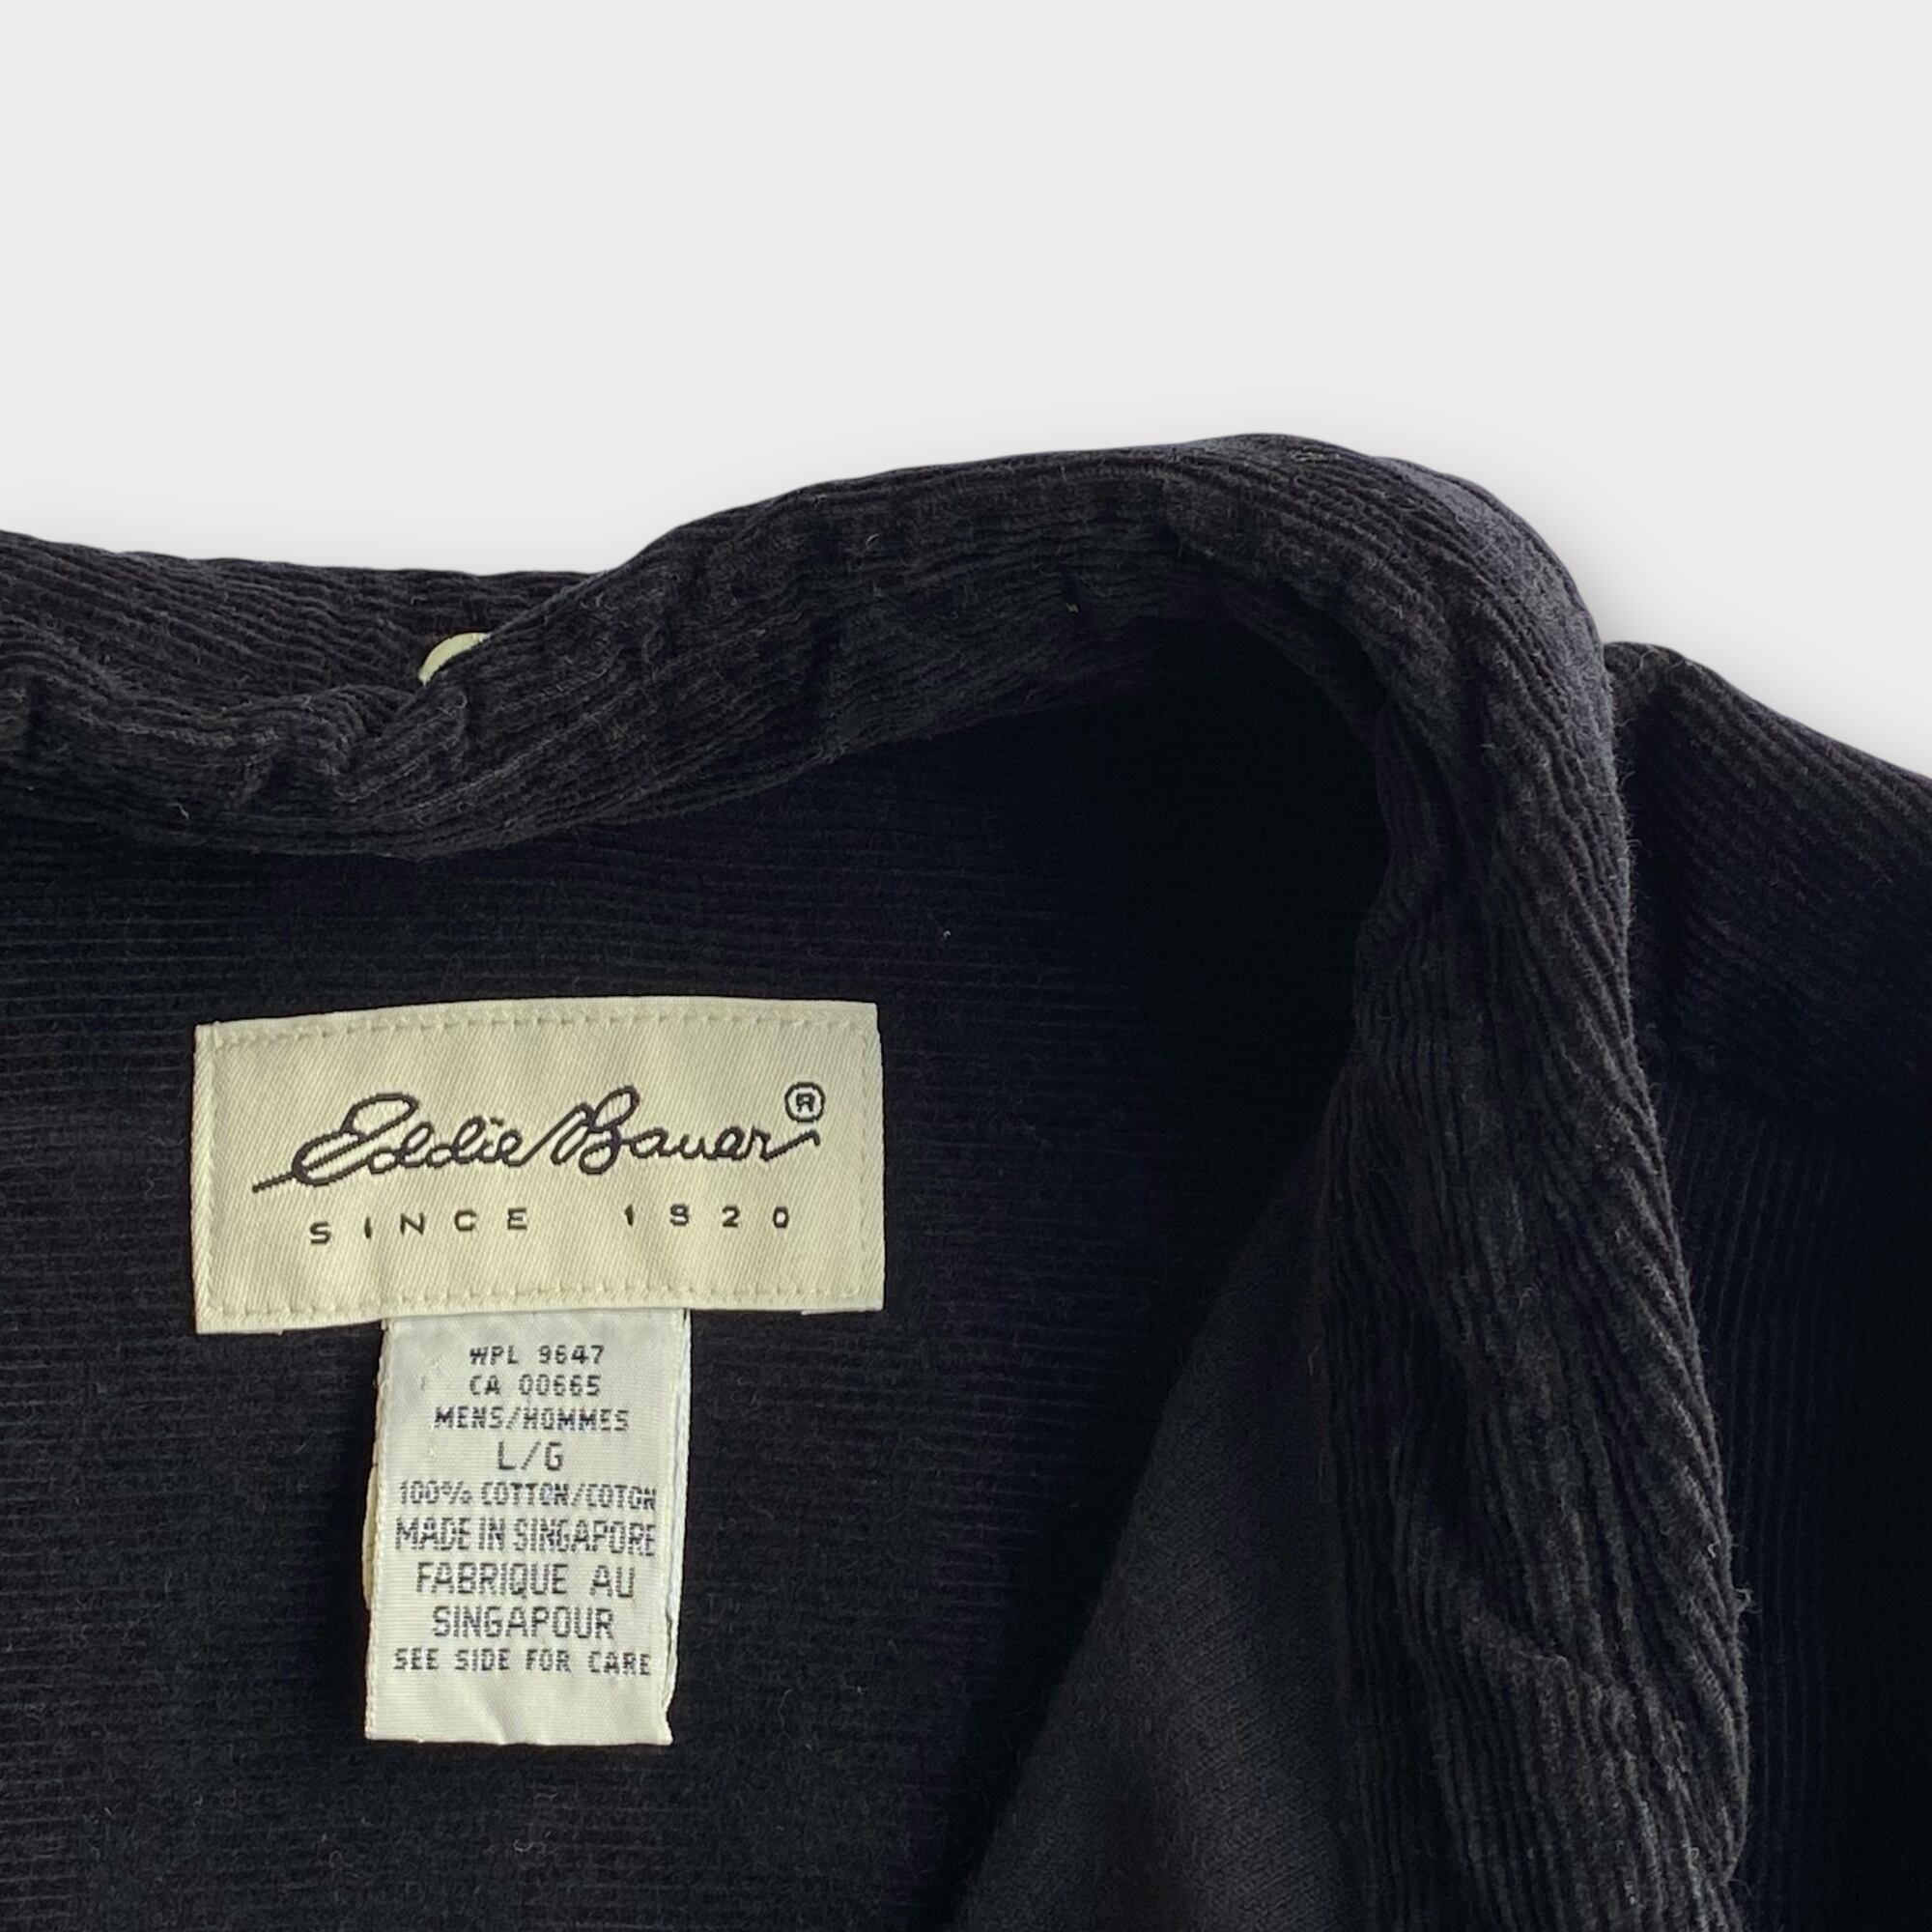 Eddie Bauer®
SINCE 1920
WPL 9647
CA 00665
MENS/HOMMES
L/G
100% COTTON/COTON
MADE IN SINGAPORE
FABRIQUE AU
SINGAPOUR
SEE SIDE FOR CARE